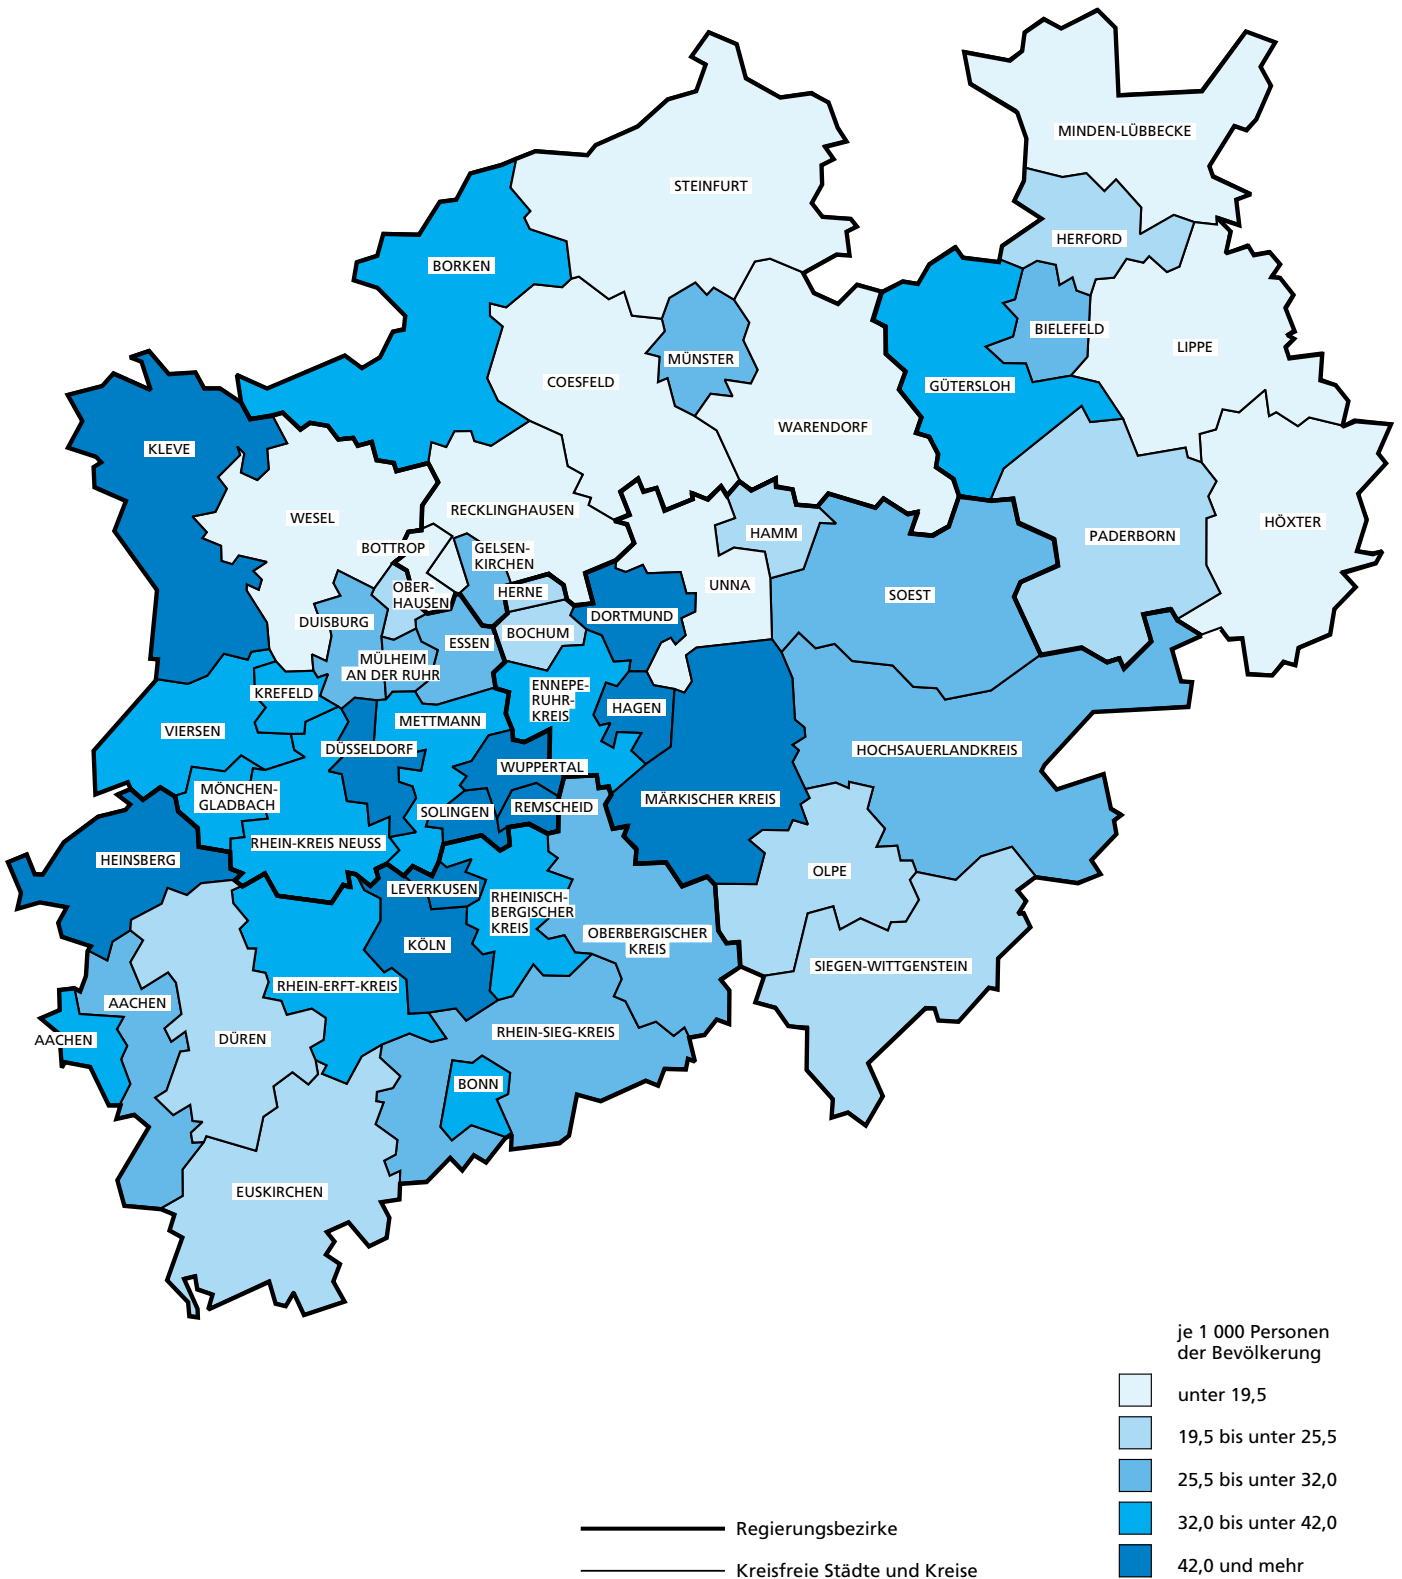 MINDEN-LÜBBECKE
STEINFURT
HERFORD
BORKEN
BIELEFELD
LIPPE
MÜNSTER
COESFELD
GÜTERSLOH
WARENDORF
KLEVE
RECKLINGHAUSEN
WESEL
HÖXTER
HAMM
PADERBORN
BOTTROP
GELSEN-
KIRCHEN
UNNA
OBER-
HAUSEN
HERNE
SOEST
DORTMUND
DUISBURG
BOCHUM
ESSEN
MÜLHEIM
AN DER RUHR
KREFELD
ENNEPE-
RUHR-
KREIS
HAGEN
METTMANN
VIERSEN
DÜSSELDORF
HOCHSAUERLANDKREIS
WUPPERTAL
MÖNCHEN-
GLADBACH
MÄRKISCHER KREIS
REMSCHEID
SOLINGEN
RHEIN-KREIS NEUSS
HEINSBERG
OLPE
LEVERKUSEN
RHEINISCH-
BERGISCHER
KREIS
OBERBERGISCHER
KREIS
KÖLN
SIEGEN-WITTGENSTEIN
RHEIN-ERFT-KREIS
AACHEN
RHEIN-SIEG-KREIS
AACHEN
DÜREN
BONN
EUSKIRCHEN
je 1 000 Personen
der Bevölkerung
unter 19,5
19,5 bis unter 25,5
25,5 bis unter 32,0
32,0 bis unter 42,0
42,0 und mehr
Regierungsbezirke
Kreisfreie Städte und Kreise